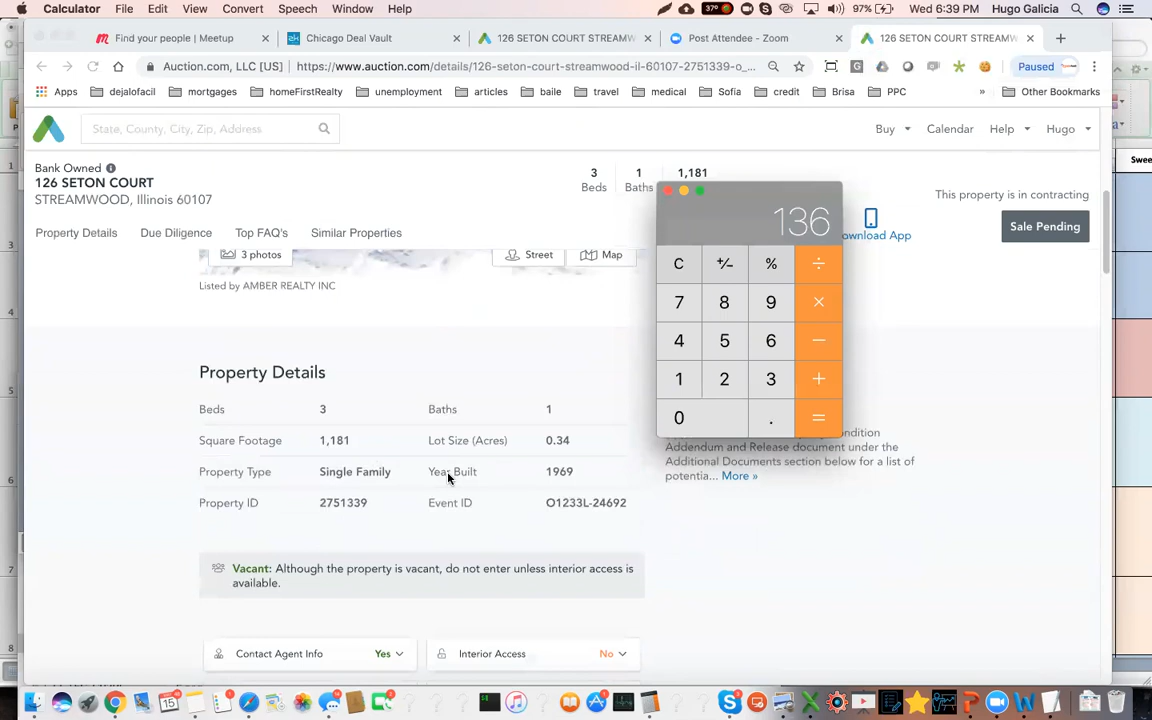 Calculator File Edit View Convert Speech Window Help 37° 97% Wed 6:39 PM Hugo Galicia
Find your people | Meetup × Chicago Deal Vault × 126 SETON COURT STREAMW × Post Attendee - Zoom × 126 SETON COURT STREAMW × +
Auction.com, LLC [US] https://www.auction.com/details/126-seton-court-streamwood-il-60107-2751339-o_... Paused
Apps dejalofacil mortgages homeFirstRealty unemployment articles baile travel medical Sofia credit Brisa PPC » Other Bookmarks
State, County, City, Zip, Address Buy Calendar Help Hugo
1 Swee
Bank Owned
126 SETON COURT
STREAMWOOD, Illinois 60107
3 1 1,181
Beds Baths
This property is in contracting
Sale Pending
ownload App
Property Details Due Diligence Top FAQ's Similar Properties
3 photos Street Map
Listed by AMBER REALTY INC
136
C +/− % ÷
7 8 9 ×
4 5 6 −
1 2 3 +
0 . =
Property Details
Beds 3 Baths 1
Square Footage 1,181 Lot Size (Acres) 0.34
Property Type Single Family Year Built 1969
Property ID 2751339 Event ID O1233L-24692
ondition
Addendum and Release document under the
Additional Documents section below for a list of
potentia... More »
Vacant: Although the property is vacant, do not enter unless interior access is
available.
Contact Agent Info Yes Interior Access No
3
4
5
6
7
8